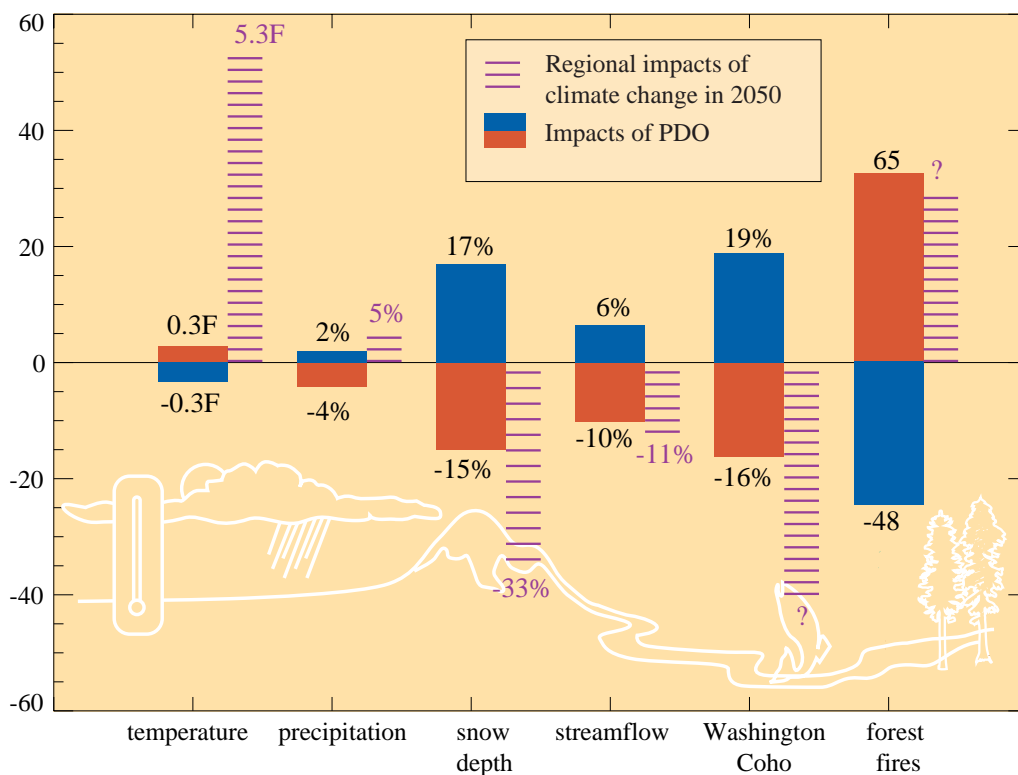 60
40
20
0
-20
-40
-60
5.3F
Regional impacts of
climate change in 2050
Impacts of PDO
65
?
17%
19%
0.3F
2%
5%
6%
-0.3F
-4%
-15%
-10%
-11%
-16%
-48
-33%
?
temperature
precipitation
snow
depth
streamflow
Washington
Coho
forest
fires